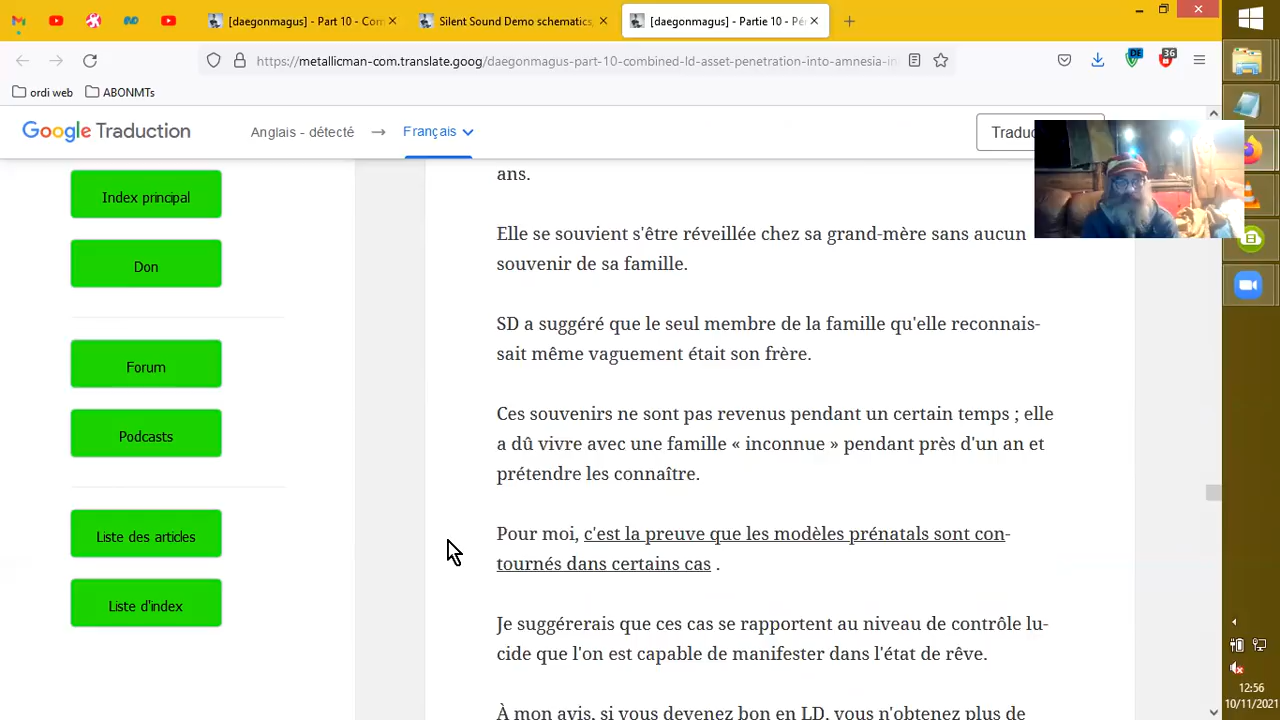 [daegonmagus] - Part 10 - Con
Silent Sound Demo schematics,
[daegonmagus] - Partie 10 - Pé
https://metallicman-com.translate.goog/daegonmagus-part-10-combined-ld-asset-penetration-into-amnesia-in
DE
36
ordi web
ABONMTs
Google Traduction
Anglais - détecté
Français
Traduc
Index principal
Don
Forum
Podcasts
Liste des articles
Liste d'index
ans.
Elle se souvient s'être réveillée chez sa grand-mère sans aucun
souvenir de sa famille.
SD a suggéré que le seul membre de la famille qu'elle reconnais-
sait même vaguement était son frère.
Ces souvenirs ne sont pas revenus pendant un certain temps ; elle
a dû vivre avec une famille « inconnue » pendant près d'un an et
prétendre les connaître.
Pour moi, c'est la preuve que les modèles prénatals sont con-
tournés dans certains cas .
Je suggérerais que ces cas se rapportent au niveau de contrôle lu-
cide que l'on est capable de manifester dans l'état de rêve.
À mon avis, si vous devenez bon en LD, vous n'obtenez plus de
12:56
10/11/2021